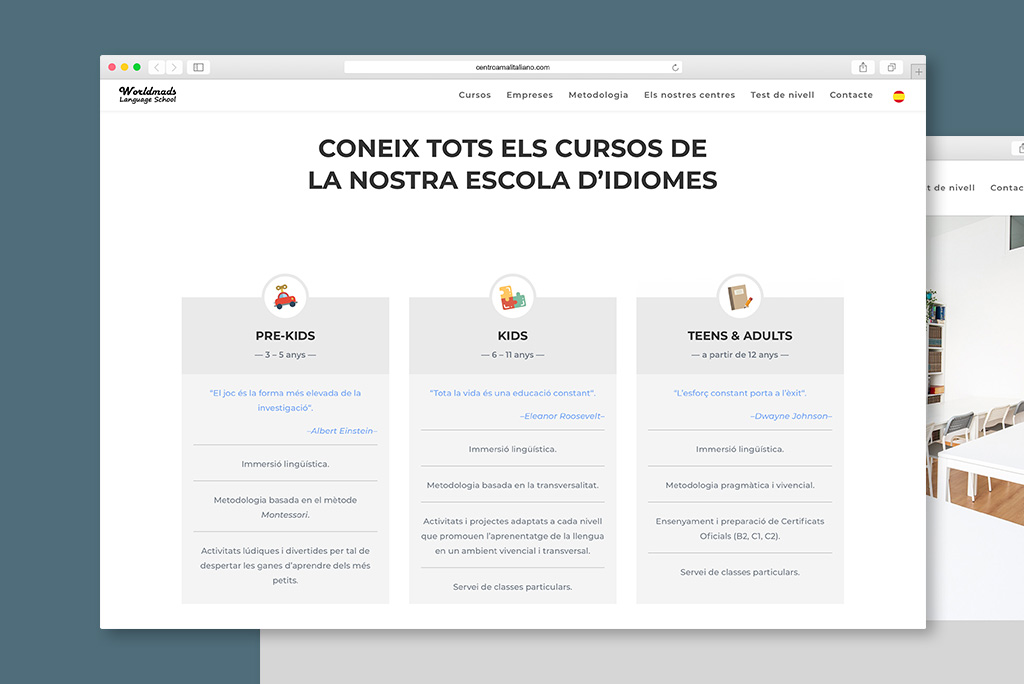 centroamalitaliano.com
Worldmads
Language School
Cursos Empreses Metodologia Els nostres centres Test de nivell Contacte
CONEIX TOTS ELS CURSOS DE
LA NOSTRA ESCOLA D’IDIOMES
PRE-KIDS
— 3 – 5 anys —
“El joc és la forma més elevada de la
investigació“.
–Albert Einstein–
Immersió lingüística.
Metodologia basada en el mètode
Montessori.
Activitats lúdiques i divertides per tal de
despertar les ganes d’aprendre dels més
petits.
KIDS
— 6 – 11 anys —
“Tota la vida és una educació constant“.
–Eleanor Roosevelt–
Immersió lingüística.
Metodologia basada en la transversalitat.
Activitats i projectes adaptats a cada nivell
que promouen l’aprenentatge de la llengua
en un ambient vivencial i transversal.
Servei de classes particulars.
TEENS & ADULTS
— a partir de 12 anys —
“L’esforç constant porta a l’èxit“.
–Dwayne Johnson–
Immersió lingüística.
Metodologia pragmàtica i vivencial.
Ensenyament i preparació de Certificats
Oficials (B2, C1, C2).
Servei de classes particulars.
t de nivell Contac